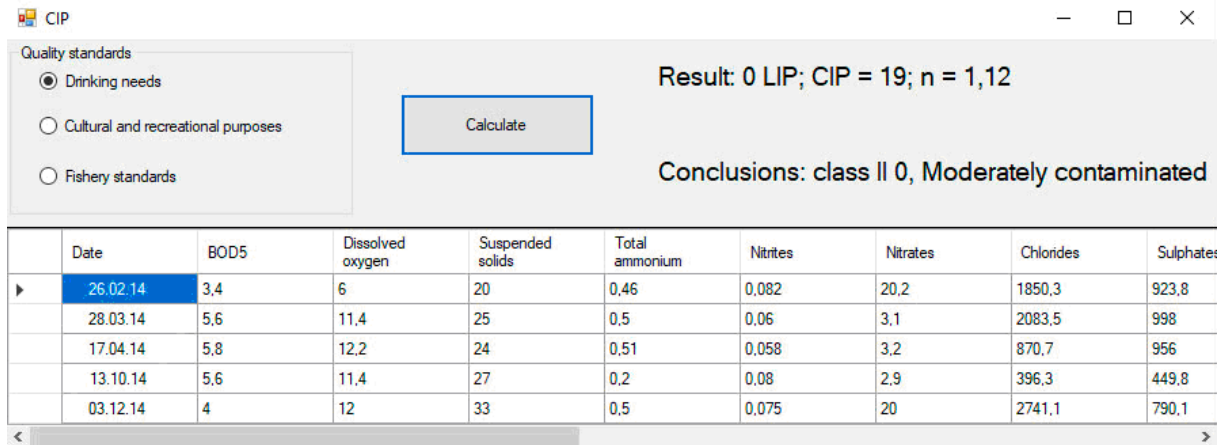 CIP
Quality standards
Drinking needs
Cultural and recreational purposes
Fishery standards
Calculate
Result: 0 LIP; CIP = 19; n = 1,12
Conclusions: class II 0, Moderately contaminated
Date BOD5 Dissolved oxygen Suspended solids Total ammonium Nitrites Nitrates Chlorides Sulphates
26.02.14 3,4 6 20 0,46 0,082 20,2 1850,3 923,8
28.03.14 5,6 11,4 25 0,5 0,06 3,1 2083,5 998
17.04.14 5,8 12,2 24 0,51 0,058 3,2 870,7 956
13.10.14 5,6 11,4 27 0,2 0,08 2,9 396,3 449,8
03.12.14 4 12 33 0,5 0,075 20 2741,1 790,1